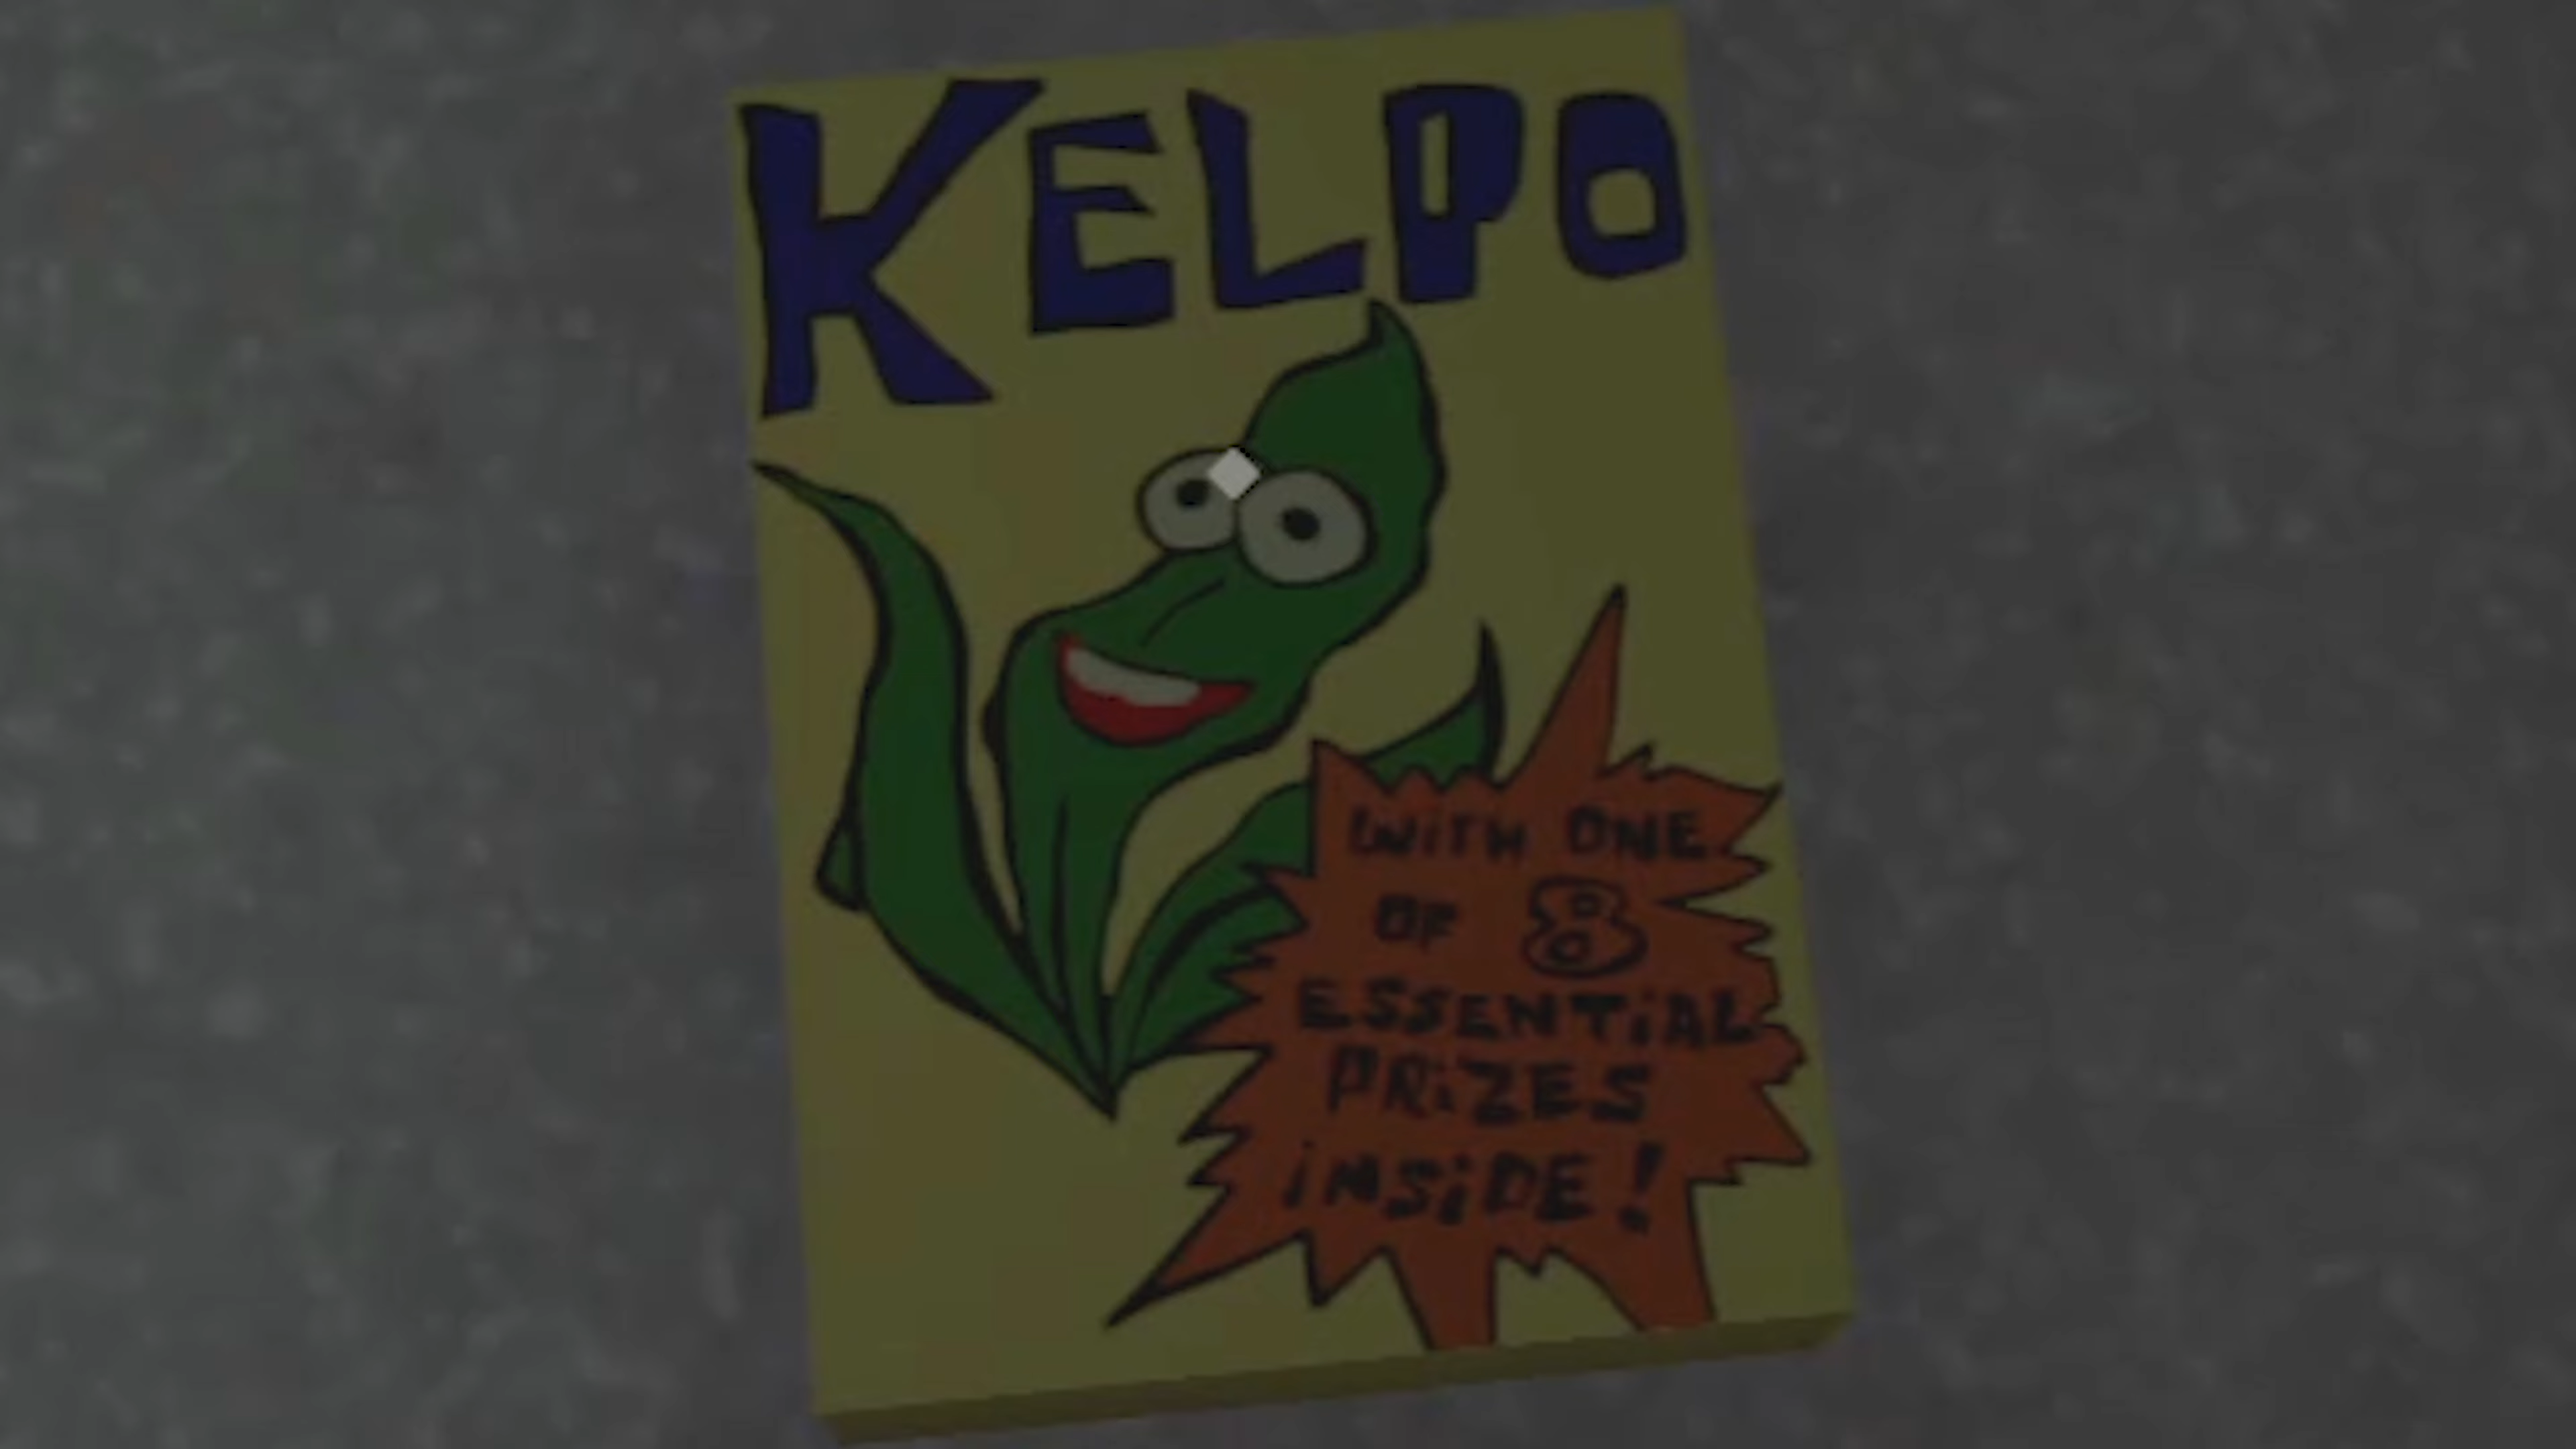 KELPO
WiTH ONE
OF 8
ESSENTiAL
PRiZES
iNSiDE!